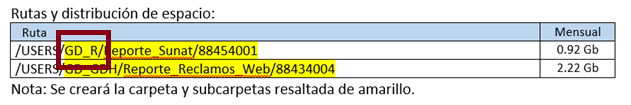 Rutas y distribución de espacio:
Ruta Mensual
/USERS/GD_R/Reporte_Sunat/88454001 0.92 Gb
/USERS/GD_GDH/Reporte_Reclamos_Web/88434004 2.22 Gb
Nota: Se creará la carpeta y subcarpetas resaltada de amarillo.